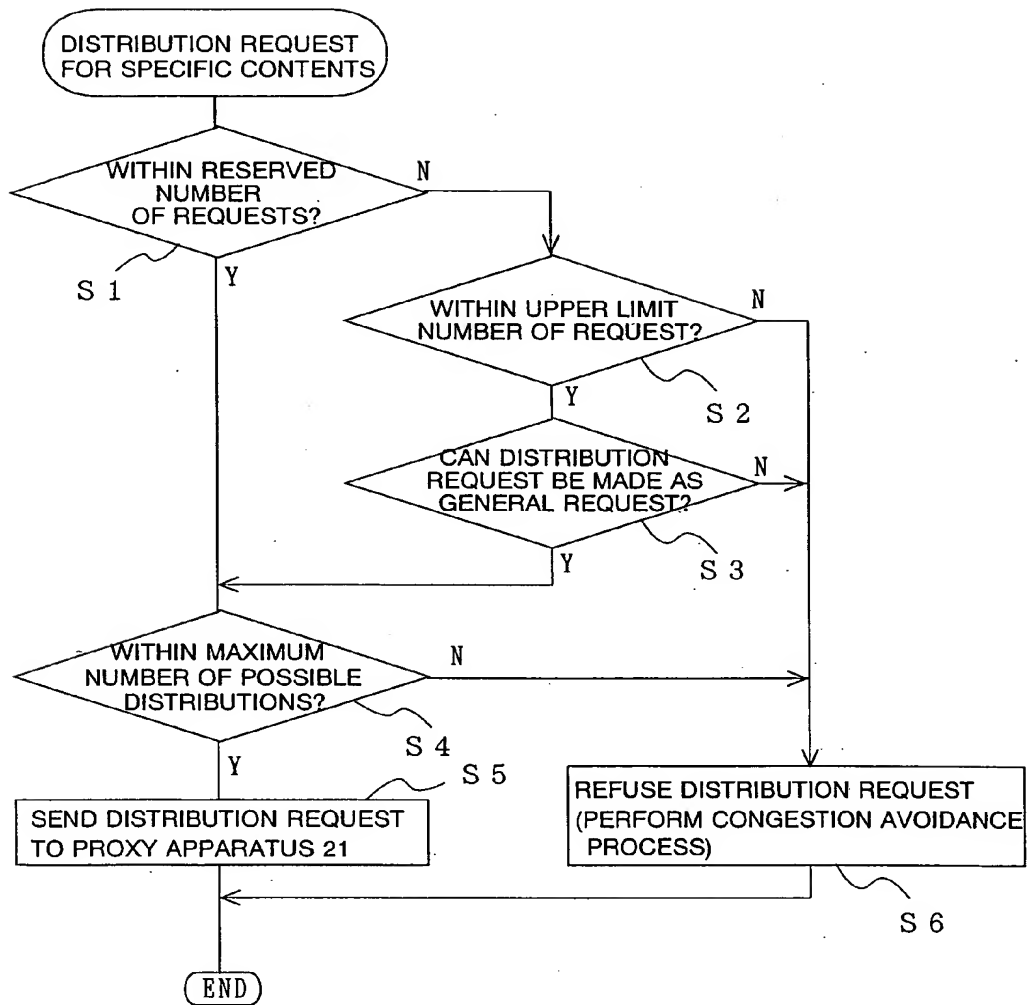 DISTRIBUTION REQUEST
FOR SPECIFIC CONTENTS
WITHIN RESERVED
NUMBER
OF REQUESTS?
N
S 1
Y
WITHIN UPPER LIMIT
NUMBER OF REQUEST?
N
S 2
Y
CAN DISTRIBUTION
REQUEST BE MADE AS
GENERAL REQUEST?
N
S 3
Y
WITHIN MAXIMUM
NUMBER OF POSSIBLE
DISTRIBUTIONS?
N
S 4
Y
S 5
SEND DISTRIBUTION REQUEST
TO PROXY APPARATUS 21
REFUSE DISTRIBUTION REQUEST
(PERFORM CONGESTION AVOIDANCE
PROCESS)
S 6
END